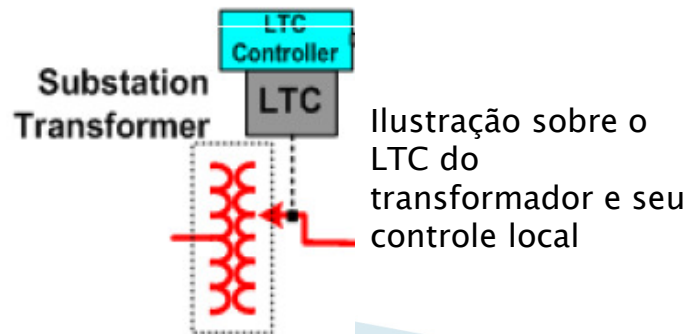 LTC
Controller
Substation
Transformer
LTC
Ilustração sobre o
LTC do
transformador e seu
controle local